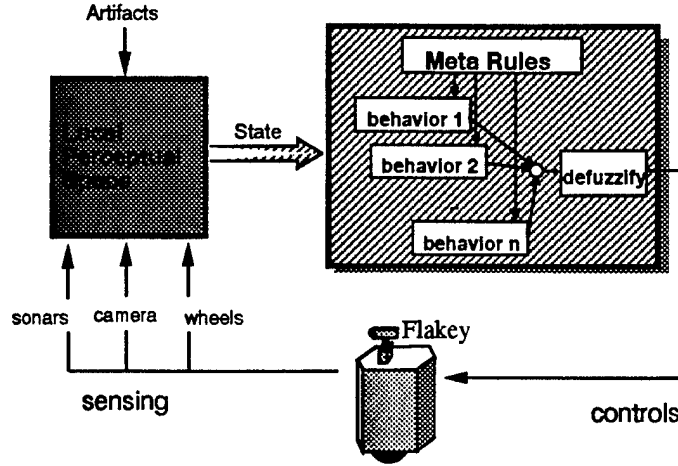 Artifacts
Meta Rules
Local
Perceptual
Space
State
behavior 1
behavior 2
defuzzify
behavior n
sonars
camera
wheels
Flakey
sensing
controls